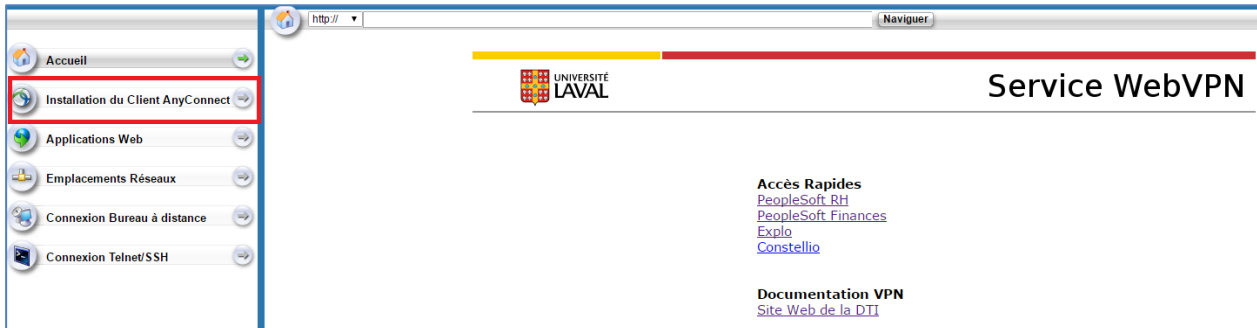 http://
Naviguer
Accueil
Installation du Client AnyConnect
Applications Web
Emplacements Réseaux
Connexion Bureau à distance
Connexion Telnet/SSH
UNIVERSITÉ
LAVAL
Service WebVPN
Accès Rapides
PeopleSoft RH
PeopleSoft Finances
Explo
Constellio
Documentation VPN
Site Web de la DTI